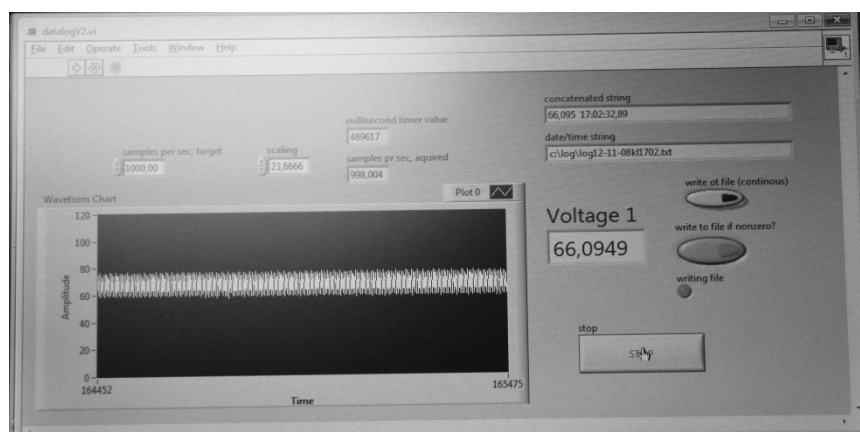 datalogV2.vi
File Edit Operate Tools Window Help
1
concatenated string
66,095 17:02:32,89
millisecond timer value
489617
date/time string
c:\log\log12-11-08kl1702.txt
samples per sec, target
1000,00
scaling
23,6666
samples pr sec, aquired
998,004
write ot file (continous)
Waveform Chart
Plot 0
Voltage 1
66,0949
write to file if nonzero?
writing file
120
100
80
60
40
20
0
Amplitude
164452
165475
Time
stop
STOP